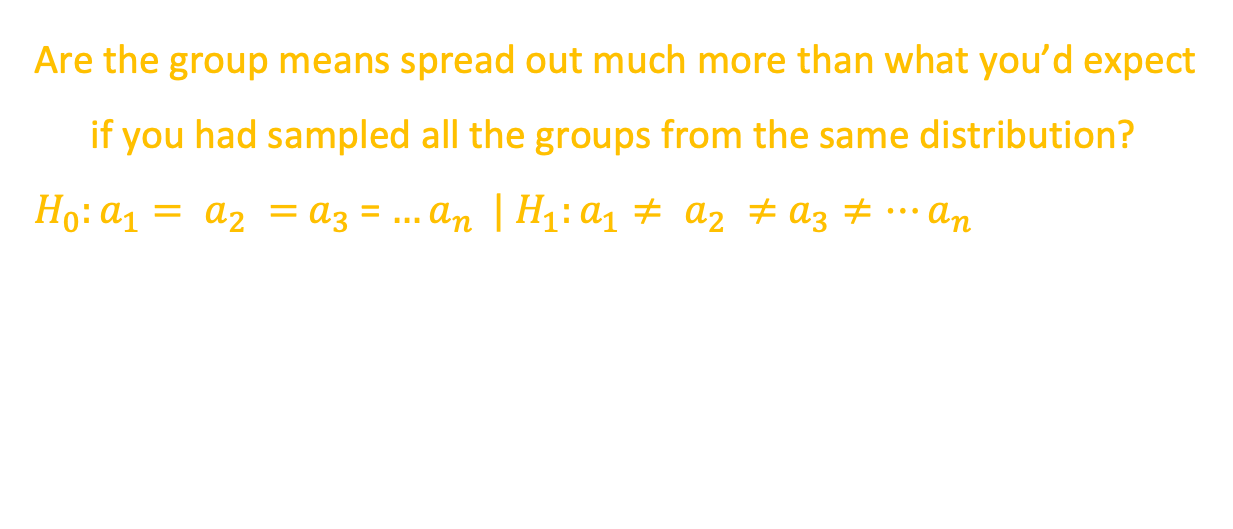 Are the group means spread out much more than what you’d expect
if you had sampled all the groups from the same distribution?
H₀: a₁ = a₂ = a₃ = ... aₙ | H₁: a₁ ≠ a₂ ≠ a₃ ≠ ⋯ aₙ